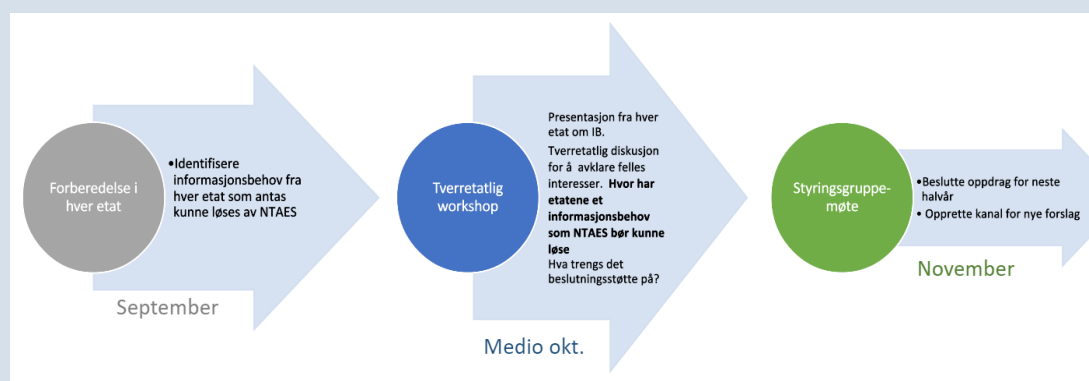 Forberedelse i
hver etat
•Identifisere
informasjonsbehov fra
hver etat som antas
kunne løses av NTAES
September
Tverretatlig
workshop
Presentasjon fra hver
etat om IB.
Tverretatlig diskusjon
for å  avklare felles
interesser.  Hvor har
etatene et
informasjonsbehov
som NTAES bør kunne
løse
Hva trengs det
beslutningsstøtte på?
Medio okt.
Styringsgruppe-
møte
•Beslutte oppdrag for neste
halvår
• Opprette kanal for nye forslag
November